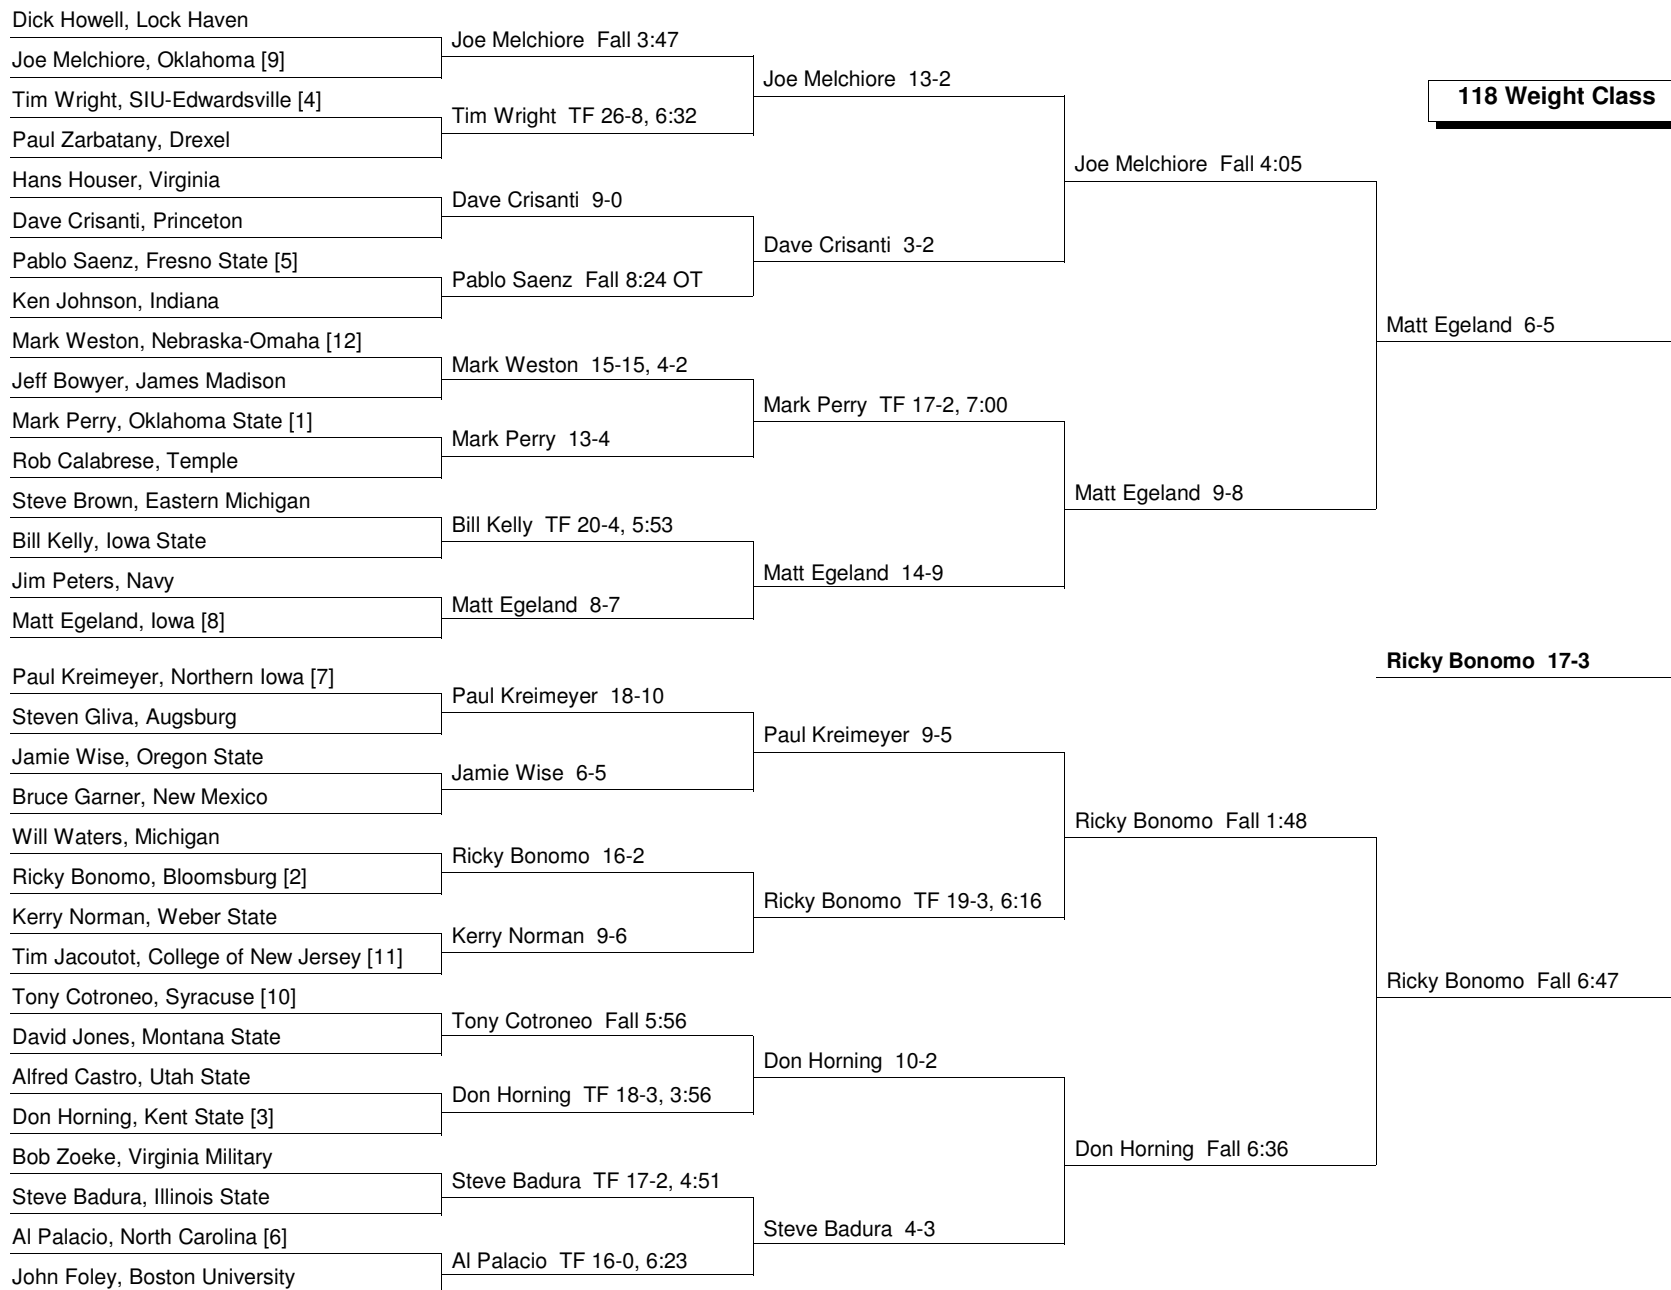 Dick Howell, Lock Haven
Joe Melchiore, Oklahoma [9]
Tim Wright, SIU-Edwardsville [4]
Paul Zarbatany, Drexel
Hans Houser, Virginia
Dave Crisanti, Princeton
Pablo Saenz, Fresno State [5]
Ken Johnson, Indiana
Mark Weston, Nebraska-Omaha [12]
Jeff Bowyer, James Madison
Mark Perry, Oklahoma State [1]
Rob Calabrese, Temple
Steve Brown, Eastern Michigan
Bill Kelly, Iowa State
Jim Peters, Navy
Matt Egeland, Iowa [8]
Paul Kreimeyer, Northern Iowa [7]
Steven Gliva, Augsburg
Jamie Wise, Oregon State
Bruce Garner, New Mexico
Will Waters, Michigan
Ricky Bonomo, Bloomsburg [2]
Kerry Norman, Weber State
Tim Jacoutot, College of New Jersey [11]
Tony Cotroneo, Syracuse [10]
David Jones, Montana State
Alfred Castro, Utah State
Don Horning, Kent State [3]
Bob Zoeke, Virginia Military
Steve Badura, Illinois State
Al Palacio, North Carolina [6]
John Foley, Boston University
Joe Melchiore Fall 3:47
Tim Wright TF 26-8, 6:32
Dave Crisanti 9-0
Pablo Saenz Fall 8:24 OT
Mark Weston 15-15, 4-2
Mark Perry 13-4
Bill Kelly TF 20-4, 5:53
Matt Egeland 8-7
Paul Kreimeyer 18-10
Jamie Wise 6-5
Ricky Bonomo 16-2
Kerry Norman 9-6
Tony Cotroneo Fall 5:56
Don Horning TF 18-3, 3:56
Steve Badura TF 17-2, 4:51
Al Palacio TF 16-0, 6:23
Joe Melchiore 13-2
Dave Crisanti 3-2
Mark Perry TF 17-2, 7:00
Matt Egeland 14-9
Paul Kreimeyer 9-5
Ricky Bonomo TF 19-3, 6:16
Don Horning 10-2
Steve Badura 4-3
Joe Melchiore Fall 4:05
Matt Egeland 9-8
Ricky Bonomo Fall 1:48
Don Horning Fall 6:36
118 Weight Class
Matt Egeland 6-5
Ricky Bonomo 17-3
Ricky Bonomo Fall 6:47